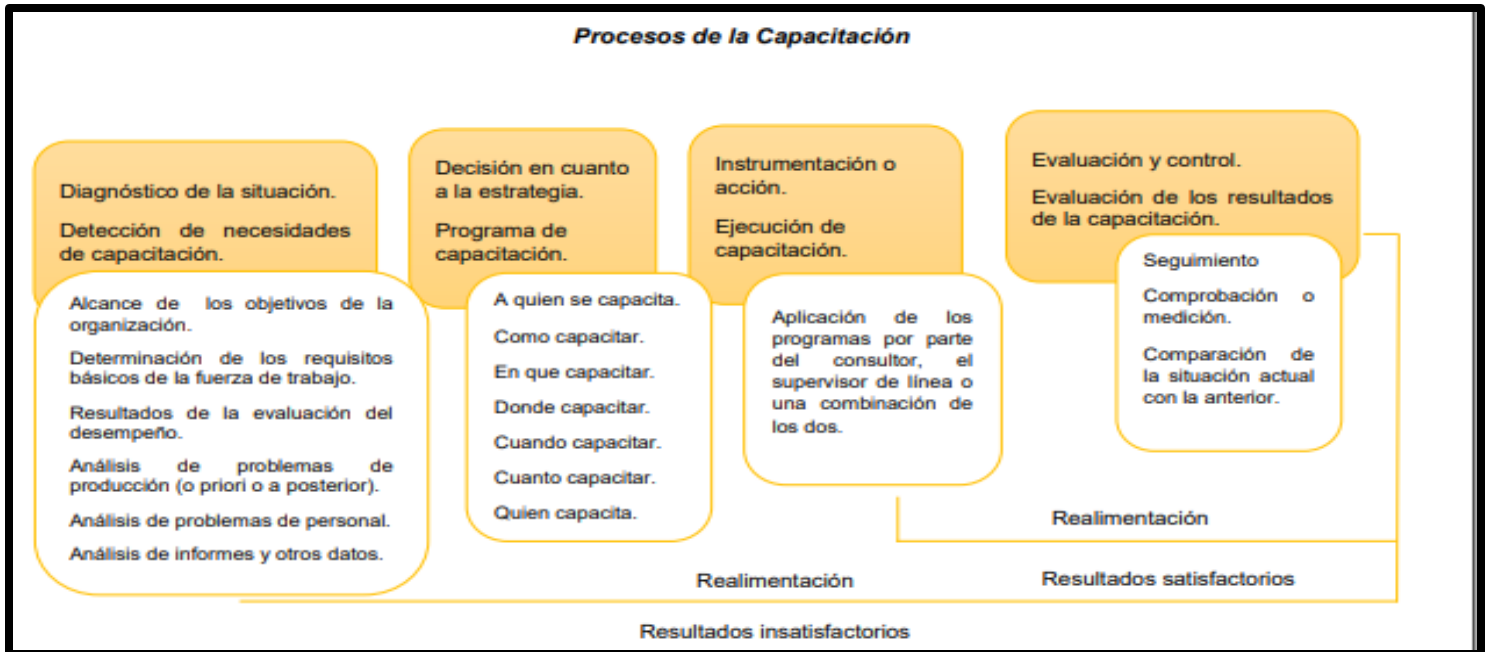 Procesos de la Capacitación
Diagnóstico de la situación.
Detección de necesidades
de capacitación.
Alcance de los objetivos de la
organización.
Determinación de los requisitos
básicos de la fuerza de trabajo.
Resultados de la evaluación del
desempeño.
Análisis de problemas de
producción (o priori o a posterior).
Análisis de problemas de personal.
Análisis de informes y otros datos.
Decisión en cuanto
a la estrategia.
Programa de
capacitación.
A quien se capacita.
Como capacitar.
En que capacitar.
Donde capacitar.
Cuando capacitar.
Cuanto capacitar.
Quien capacita.
Instrumentación o
acción.
Ejecución de
capacitación.
Aplicación de los
programas por parte
del consultor, el
supervisor de línea o
una combinación de
los dos.
Evaluación y control.
Evaluación de los resultados
de la capacitación.
Seguimiento
Comprobación o
medición.
Comparación de
la situación actual
con la anterior.
Realimentación
Resultados satisfactorios
Realimentación
Resultados insatisfactorios